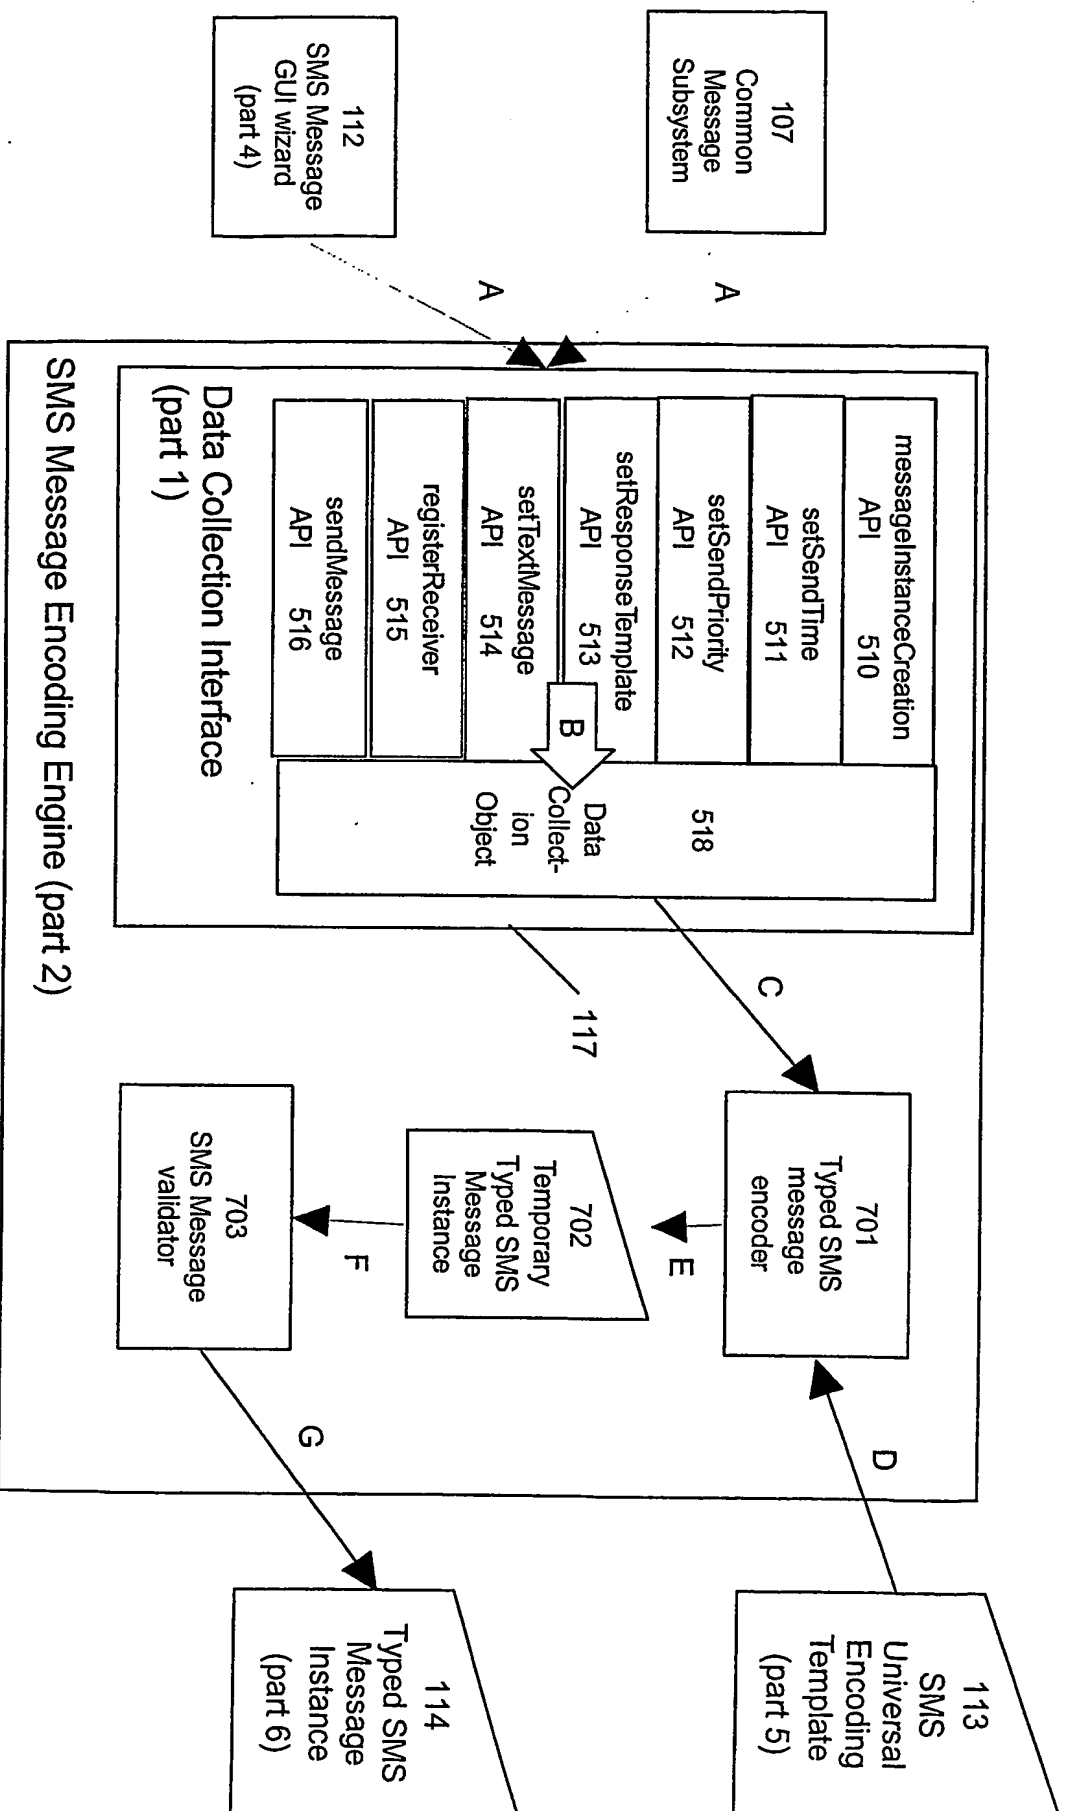 107
Common
Message
Subsystem
112
SMS Message
GUI wizard
(part 4)
A
A
messageInstanceCreation
API 510
setSendTime
API 511
setSendPriority
API 512
setResponseTemplate
API 513
setTextMessage
API 514
registerReceiver
API 515
sendMessage
API 516
B
518
Data
Collect-
ion
Object
Data Collection Interface
(part 1)
117
SMS Message Encoding Engine (part 2)
C
701
Typed SMS
message
encoder
E
702
Temporary
Typed SMS
Message
Instance
F
703
SMS Message
validator
D
G
113
SMS
Universal
Encoding
Template
(part 5)
114
Typed SMS
Message
Instance
(part 6)